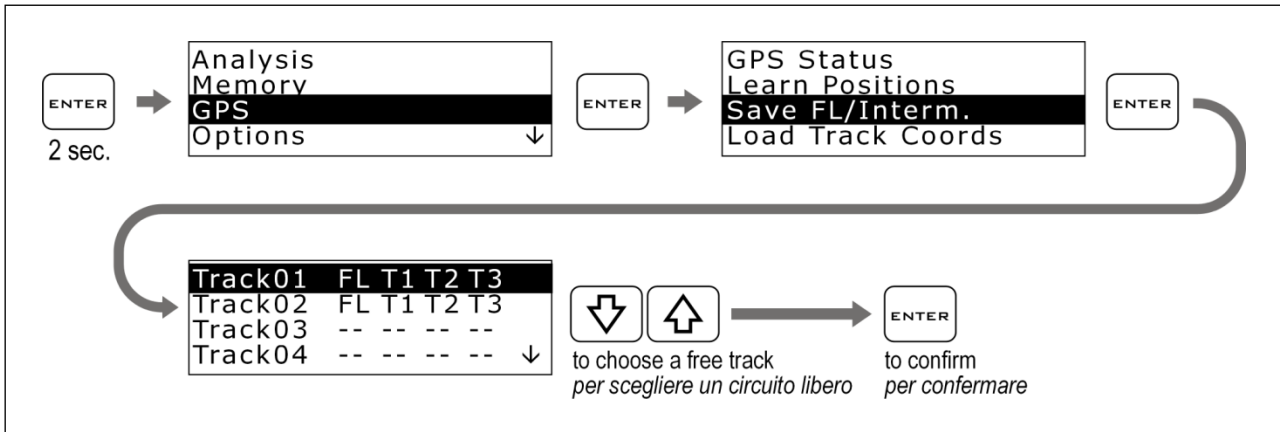 ENTER
2 sec.
Analysis
Memory
GPS
Options ↓
ENTER
GPS Status
Learn Positions
Save FL/Interm.
Load Track Coords
ENTER
Track01 FL T1 T2 T3
Track02 FL T1 T2 T3
Track03 -- -- -- --
Track04 -- -- -- -- ↓
to choose a free track
per scegliere un circuito libero
ENTER
to confirm
per confermare